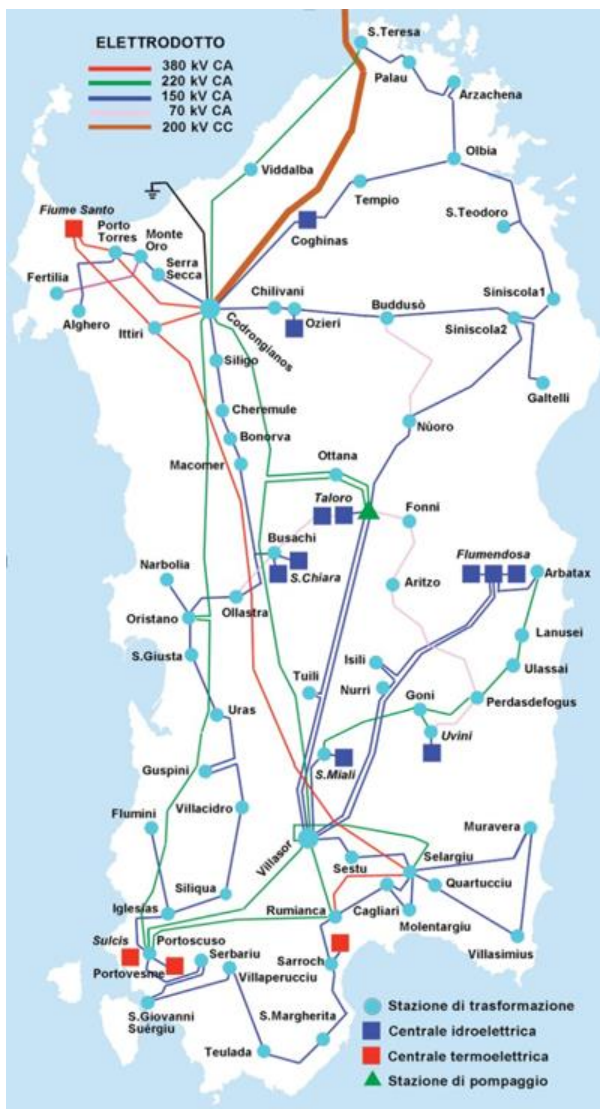 ELETTRODOTTO
380 kV CA
220 kV CA
150 kV CA
70 kV CA
200 kV CC
S.Teresa
Palau
Arzachena
Olbia
Viddalba
Tempio
S.Teodoro
Fiume Santo
Porto
Torres
Monte
Oro
Serra
Secca
Coghinas
Fertilia
Alghero
Ittiri
Codrongianos
Chilivani
Ozieri
Buddusò
Siniscola1
Siniscola2
Galtelli
Siligo
Cheremule
Bonorva
Macomer
Nùoro
Ottana
Taloro
Fonni
Busachi
S.Chiara
Flumendosa
Arbatax
Narbolia
Aritzo
Ollastra
Oristano
Lanusei
S.Giusta
Isili
Ulassai
Tuili
Nurri
Goni
Perdasdefogus
Uras
Uvini
Guspini
S.Miali
Flumini
Villacidro
Villasor
Muravera
Sestu
Selargiu
Quartucciu
Siliqua
Iglesias
Rumianca
Cagliari
Molentargiu
Sulcis
Portoscuso
Serbariu
Portovesme
Villaperucciu
Sarroch
Villasimius
S.Giovanni
Suérgiu
S.Margherita
Teulada
Stazione di trasformazione
Centrale idroelettrica
Centrale termoelettrica
Stazione di pompaggio